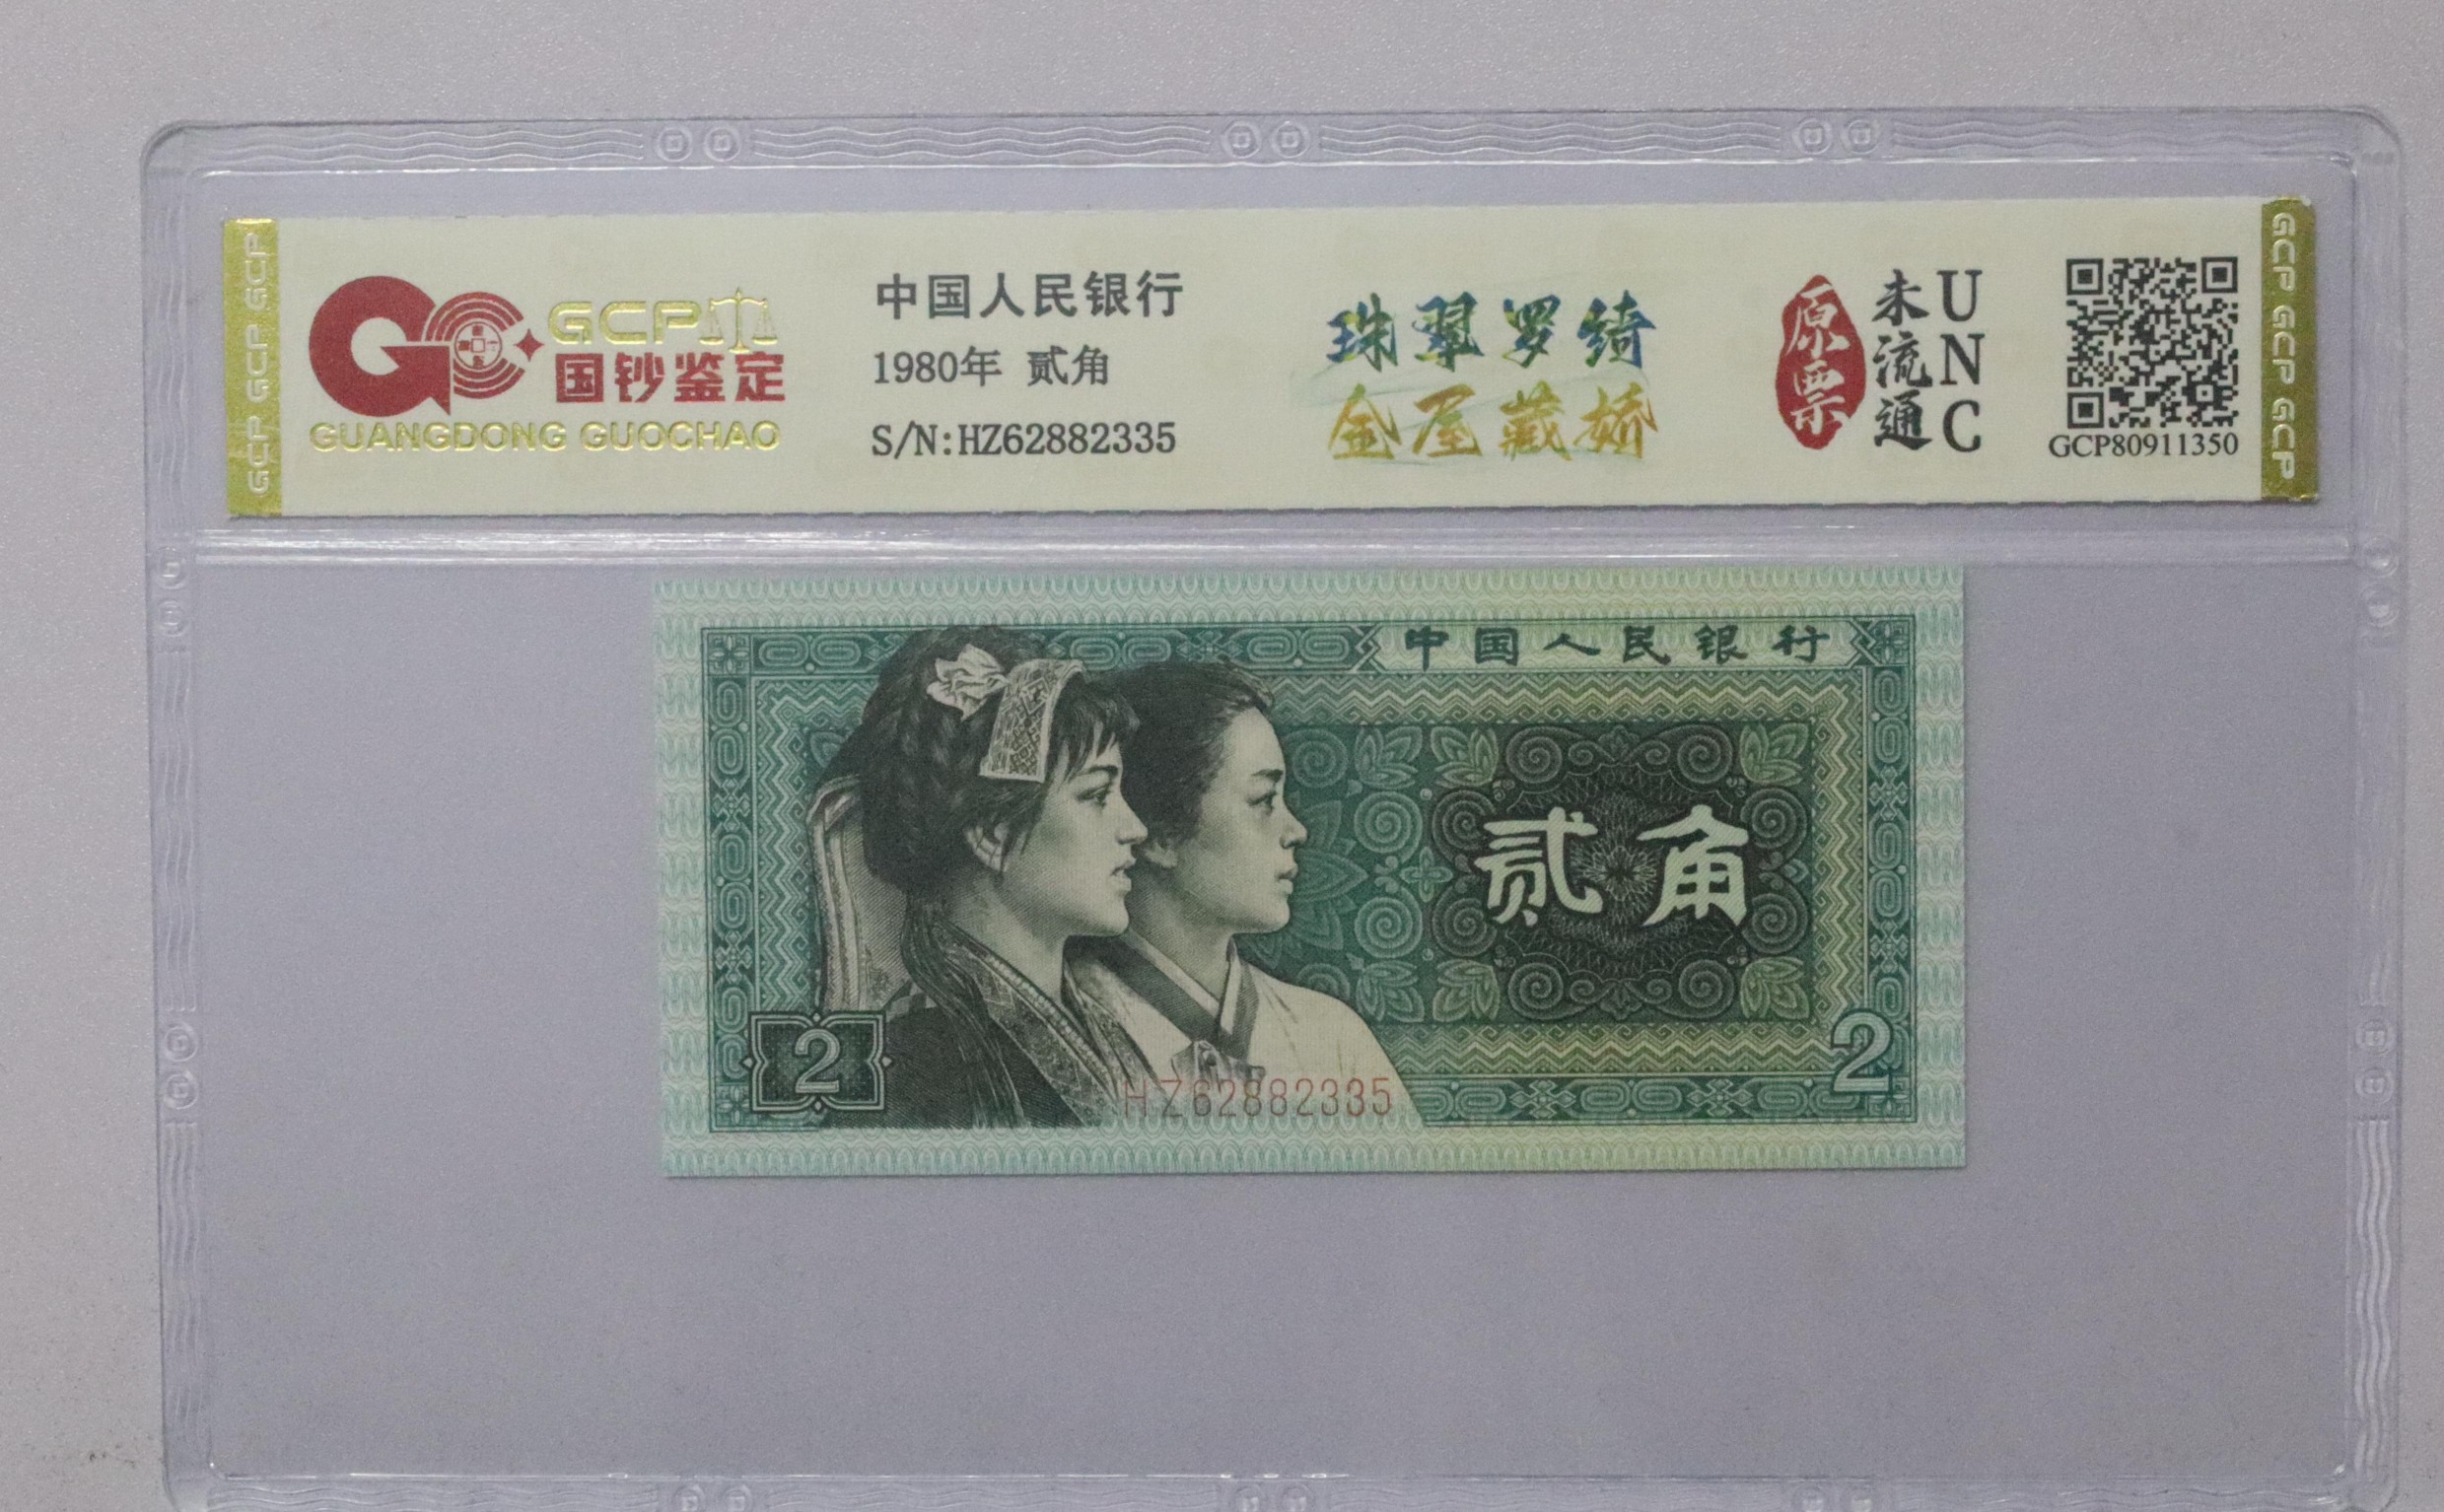 GCP GCP GCP
GCP
国钞鉴定
GUANGDONG GUOCHAO
中国人民银行
1980年 贰角
S/N:HZ62882335
珠翠罗绮
金屋藏娇
原票
未流通
UNC
GCP80911350
GCP GCP GCP GCP
中国人民银行
贰角
2
2
HZ62882335